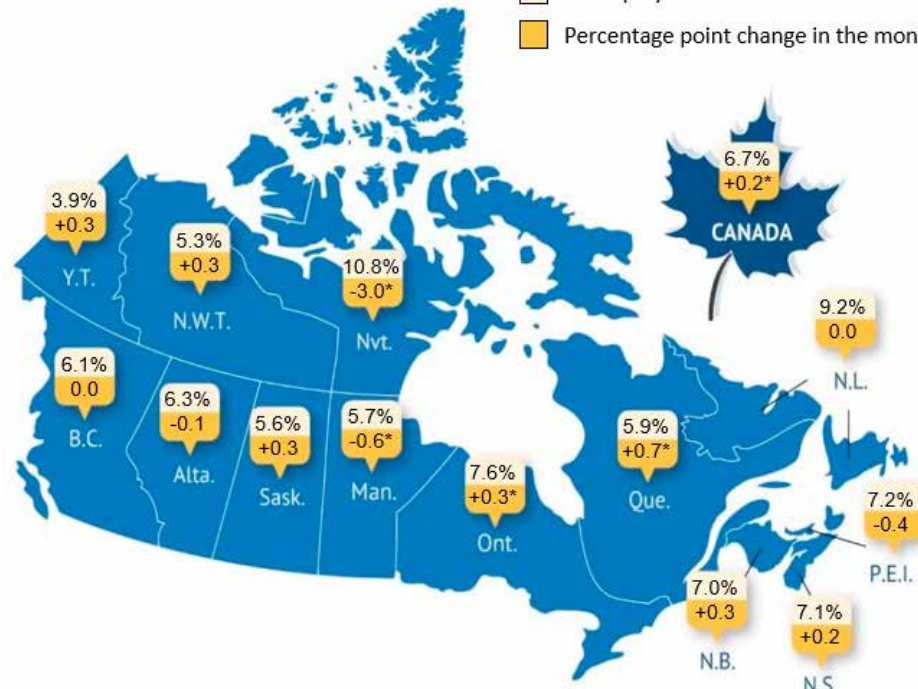 Percentage point change in the mon
6.7%
+0.2*
CANADA
3.9%
+0.3
Y.T.
5.3%
+0.3
N.W.T.
10.8%
-3.0*
Nvt.
9.2%
0.0
N.L.
6.1%
0.0
B.C.
6.3%
-0.1
Alta.
5.6%
+0.3
Sask.
5.7%
-0.6*
Man.
7.6%
+0.3*
Ont.
5.9%
+0.7*
Que.
7.2%
-0.4
P.E.I.
7.0%
+0.3
N.B.
7.1%
+0.2
N.S.